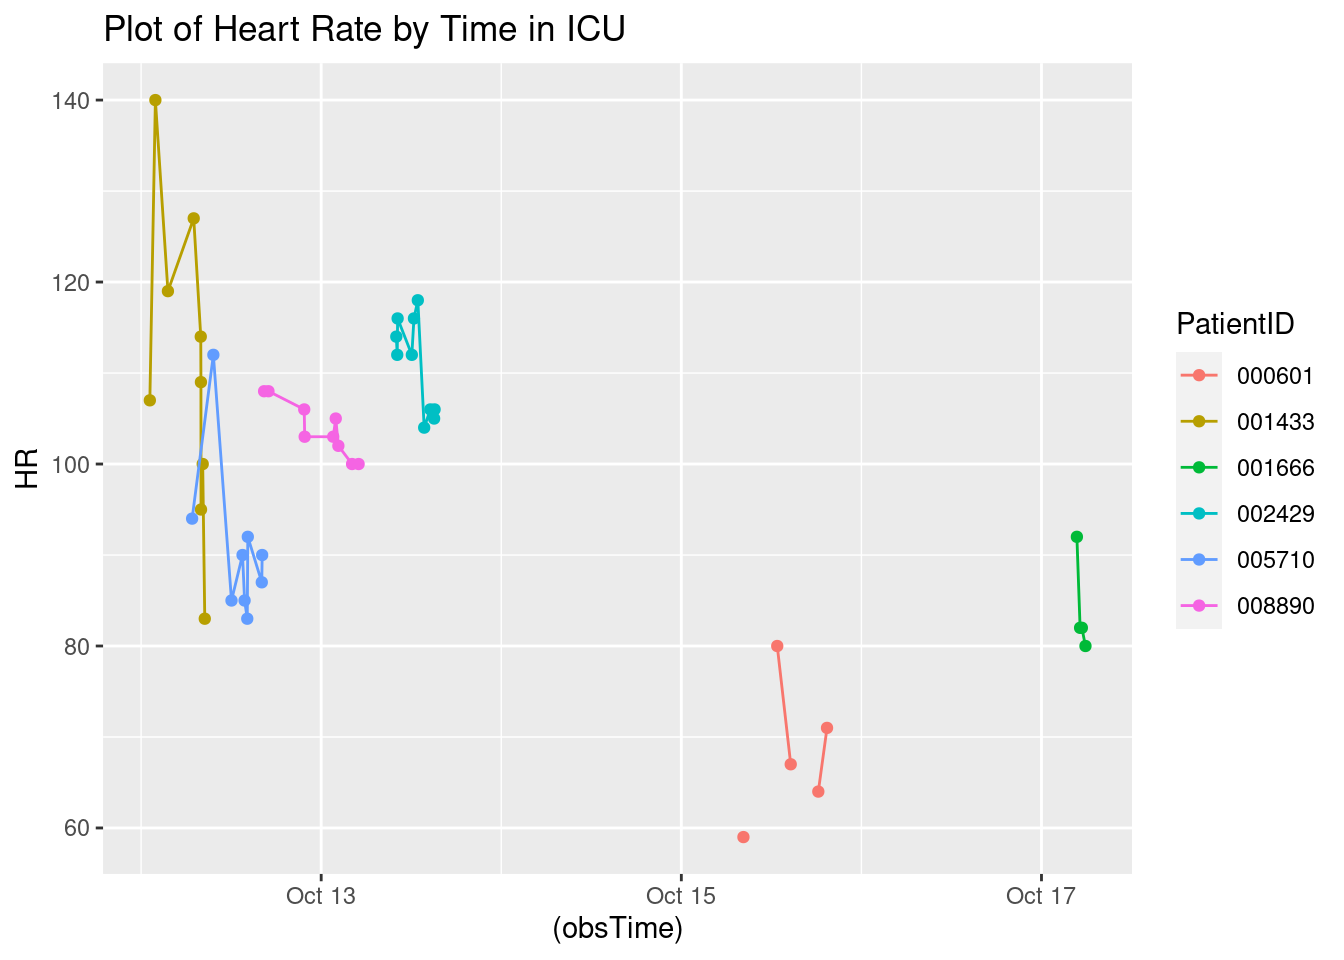 Plot of Heart Rate by Time in ICU
140
120
100
80
60
HR
Oct 13
Oct 15
Oct 17
(obsTime)
PatientID
000601
001433
001666
002429
005710
008890